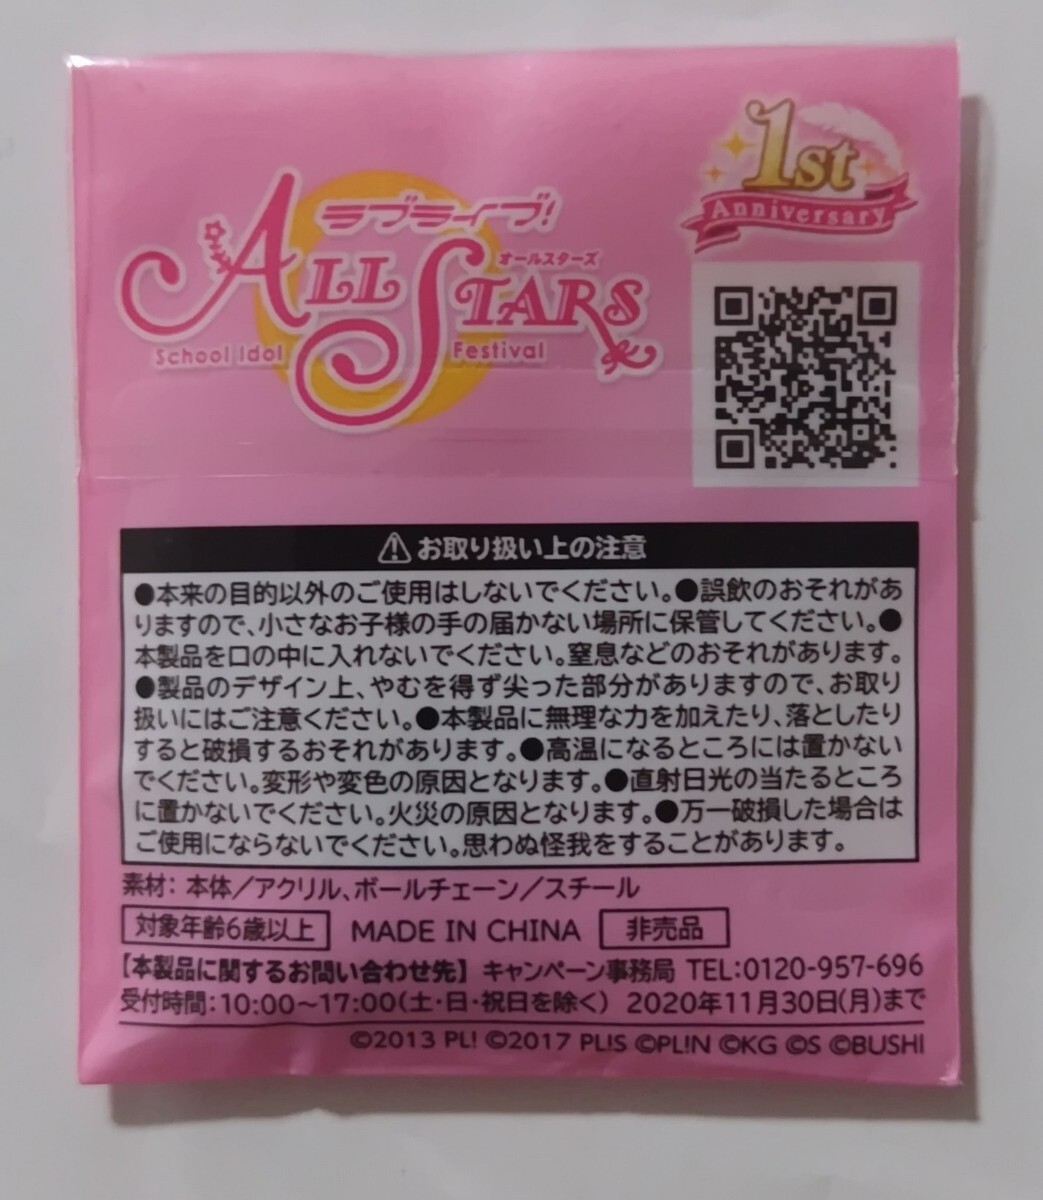 1st
Anniversary
ラブライブ!
ALL STARS
オールスターズ
School Idol Festival
⚠お取り扱い上の注意
●本来の目的以外のご使用はしないでください。●誤飲のおそれがあ
りますので、小さなお子様の手の届かない場所に保管してください。●
本製品を口の中に入れないでください。窒息などのおそれがあります。
●製品のデザイン上、やむを得ず尖った部分がありますので、お取り
扱いにはご注意ください。●本製品に無理な力を加えたり、落としたり
すると破損するおそれがあります。●高温になるところには置かない
でください。変形や変色の原因となります。●直射日光の当たるところ
に置かないでください。火災の原因となります。●万一破損した場合は
ご使用にならないでください。思わぬ怪我をすることがあります。
素材：本体／アクリル、ボールチェーン／スチール
対象年齢6歳以上 MADE IN CHINA 非売品
【本製品に関するお問い合わせ先】キャンペーン事務局 TEL:0120-957-696
受付時間:10:00～17:00(土・日・祝日を除く) 2020年11月30日(月)まで
©2013 PL! ©2017 PL!S ©PL!N ©KG ©S ©BUSHI